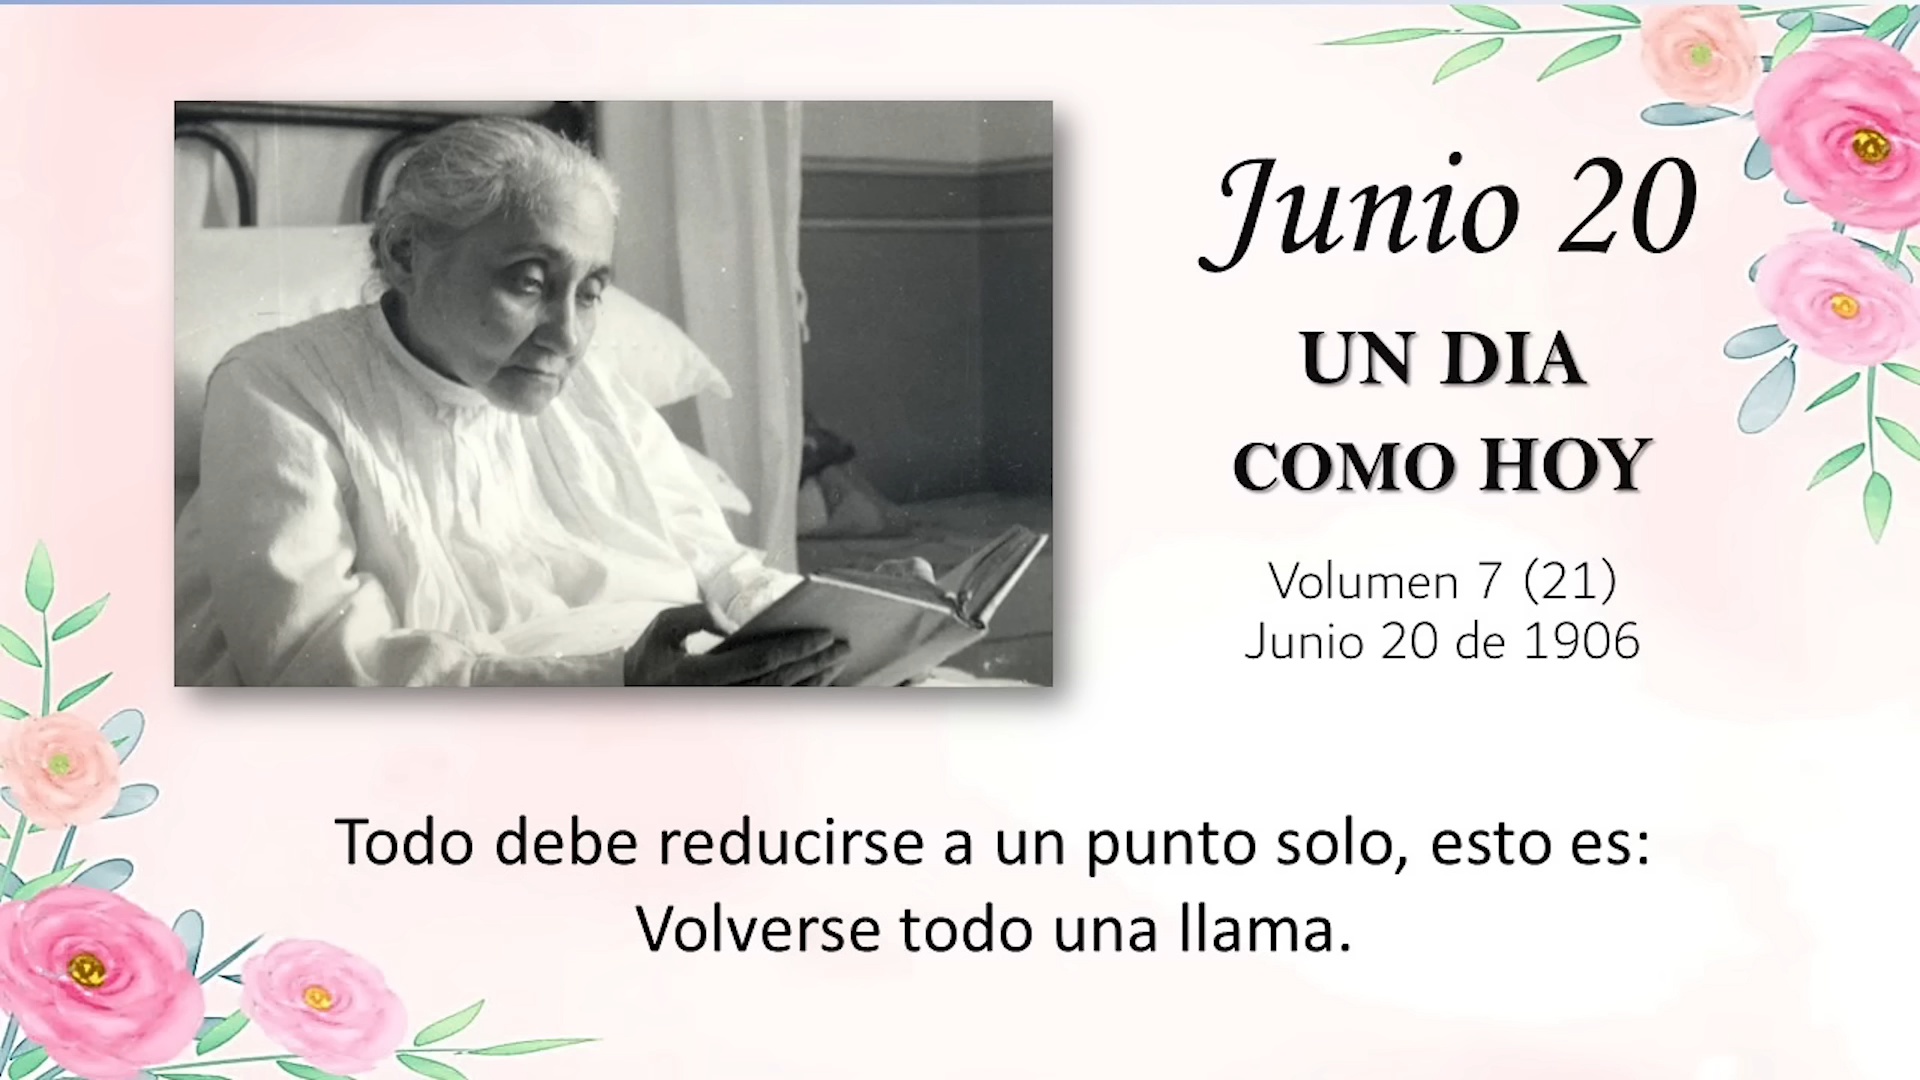 Junio 20
UN DIA
COMO HOY
Volumen 7 (21)
Junio 20 de 1906
Todo debe reducirse a un punto solo, esto es:
Volverse todo una llama.